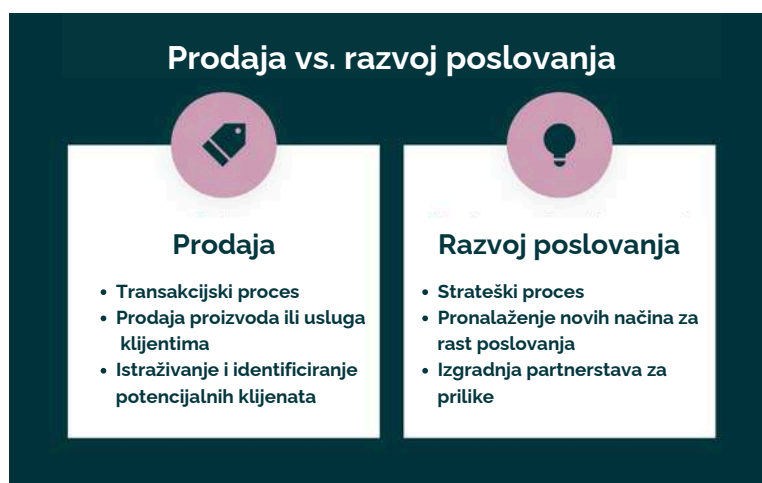 Prodaja vs. razvoj poslovanja
Prodaja
• Transakcijski proces
• Prodaja proizvoda ili usluga
klijentima
• Istraživanje i identificiranje
potencijalnih klijenata
Razvoj poslovanja
• Strateški proces
• Pronalaženje novih načina za
rast poslovanja
• Izgradnja partnerstava za
prilike